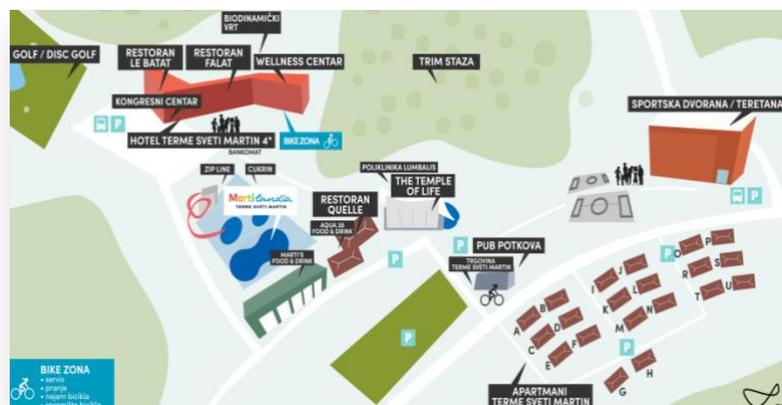 BIODINAMIČKI
VRT
GOLF / DISC GOLF
RESTORAN
LE BATAT
RESTORAN
FALAT
WELLNESS CENTAR
TRIM STAZA
KONGRESNI CENTAR
SPORTSKA DVORANA / TERETANA
P
HOTEL TERME SVETI MARTIN 4*
BANKOMAT
BIKE ZONA
ZIP LINE
CUKRIN
POLIKLINIKA LUMBALIS
THE TEMPLE
OF LIFE
Martilandia
TERME SVETI MARTIN
RESTORAN
QUELLE
AQUA 38
FOOD & DRINK
P
MARTI'S
FOOD & DRINK
P
P
PUB POTKOVA
TRGOVINA
TERME SVETI MARTIN
P
P
O
P
R
S
T
U
I
J
K
L
M
N
A
B
C
D
E
F
P
G
H
BIKE ZONA
• servis
• pranje
• najam bicikla
APARTMANI
TERME SVETI MARTIN